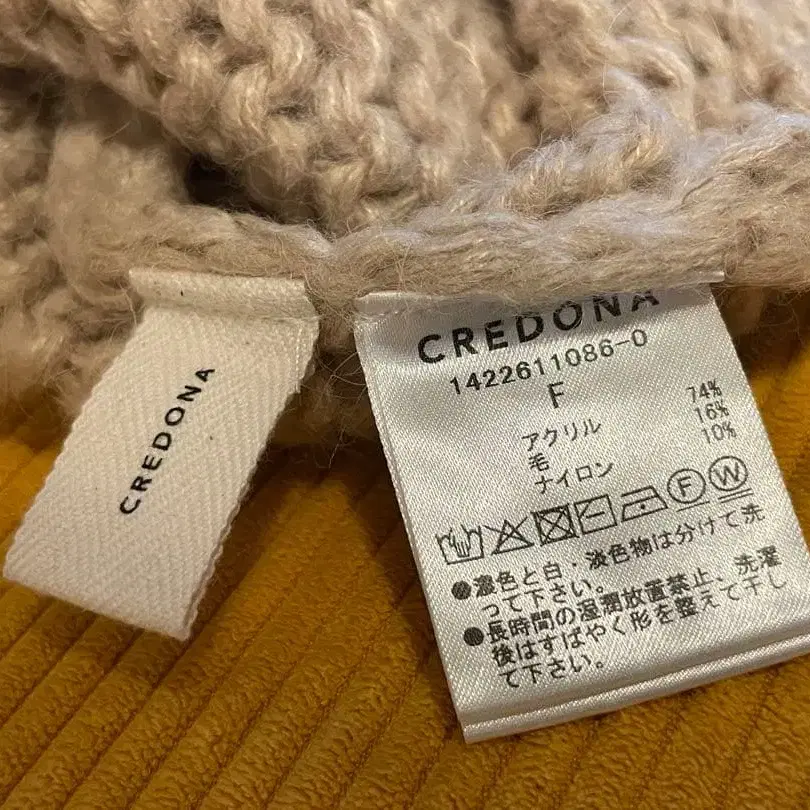 CREDONA
CREDONA
1422611086-0
F
アクリル 74%
毛 16%
ナイロン 10%
F W
●濃色と白・淡色物は分けて洗
って下さい。
●長時間の湿潤放置禁止、洗濯
後はすばやく形を整えて干し
て下さい。